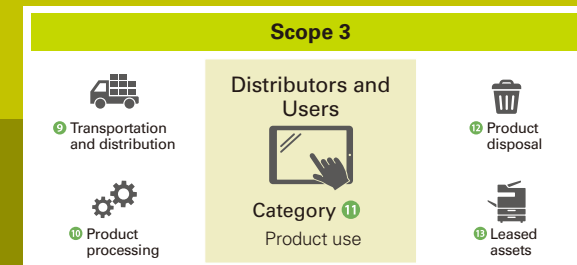 Scope 3
⑨ Transportation
and distribution
⑩ Product
processing
Distributors and
Users
Category ⑪
Product use
⑫ Product
disposal
⑬ Leased
assets